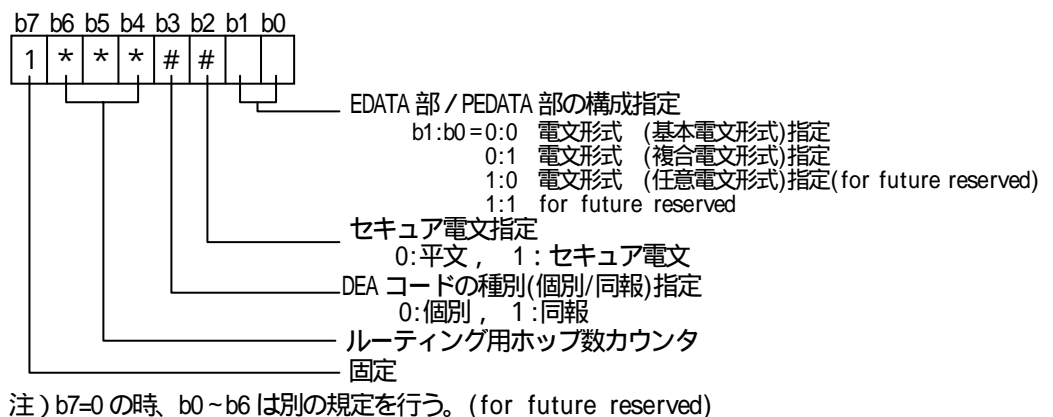 b7 b6 b5 b4 b3 b2 b1 b0
1 * * * # #
EDATA 部 / PEDATA 部の構成指定
b1:b0 = 0:0 電文形式 (基本電文形式)指定
0:1 電文形式 (複合電文形式)指定
1:0 電文形式 (任意電文形式)指定(for future reserved)
1:1 for future reserved
セキュア電文指定
0:平文 , 1:セキュア電文
DEA コードの種別(個別/同報)指定
0:個別 , 1:同報
ルーティング用ホップ数カウンタ
固定
注 ) b7=0 の時、b0~b6 は別の規定を行う。(for future reserved)